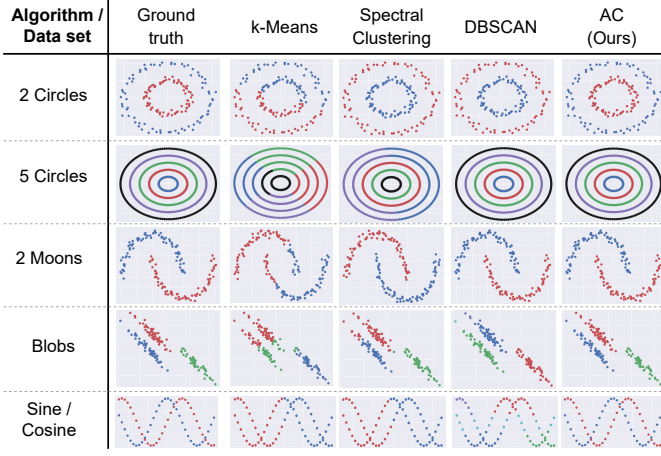 Algorithm /
Data set
Ground
truth
k-Means
Spectral
Clustering
DBSCAN
AC
(Ours)
2 Circles
5 Circles
2 Moons
Blobs
Sine /
Cosine